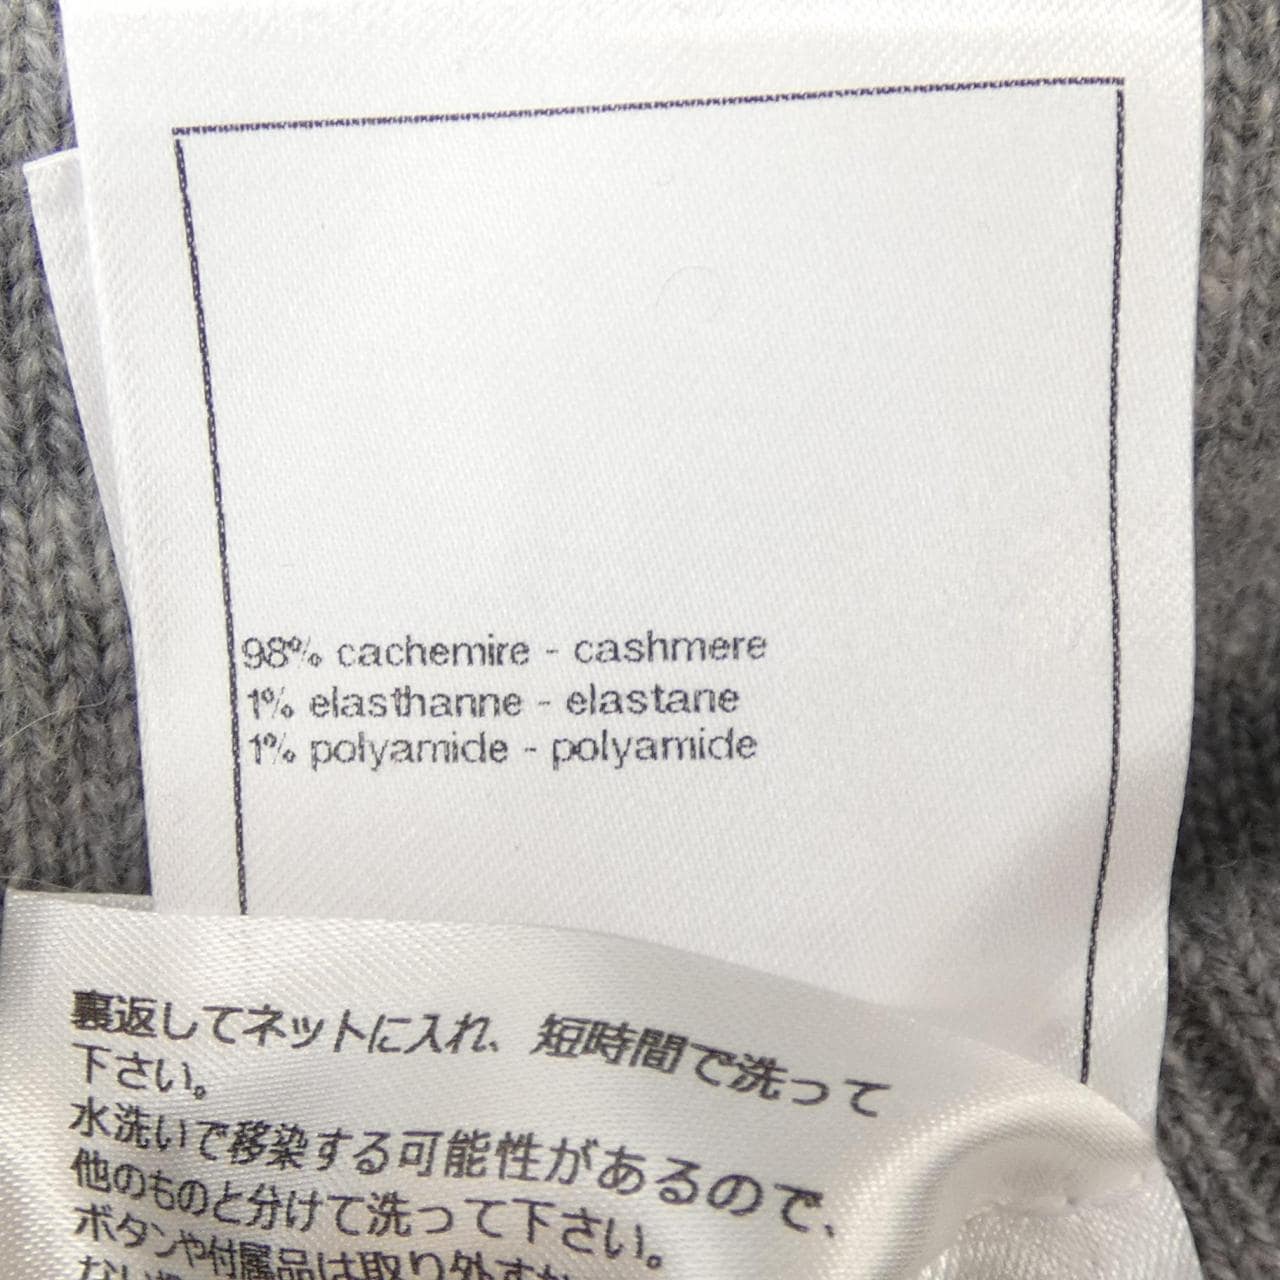 98% cachemire - cashmere
1% elasthanne - elastane
1% polyamide - polyamide
裏返してネットに入れ、短時間で洗って
下さい。
水洗いで移染する可能性があるので、
他のものと分けて洗って下さい。
ボタンや付属品は取り外すか
ない